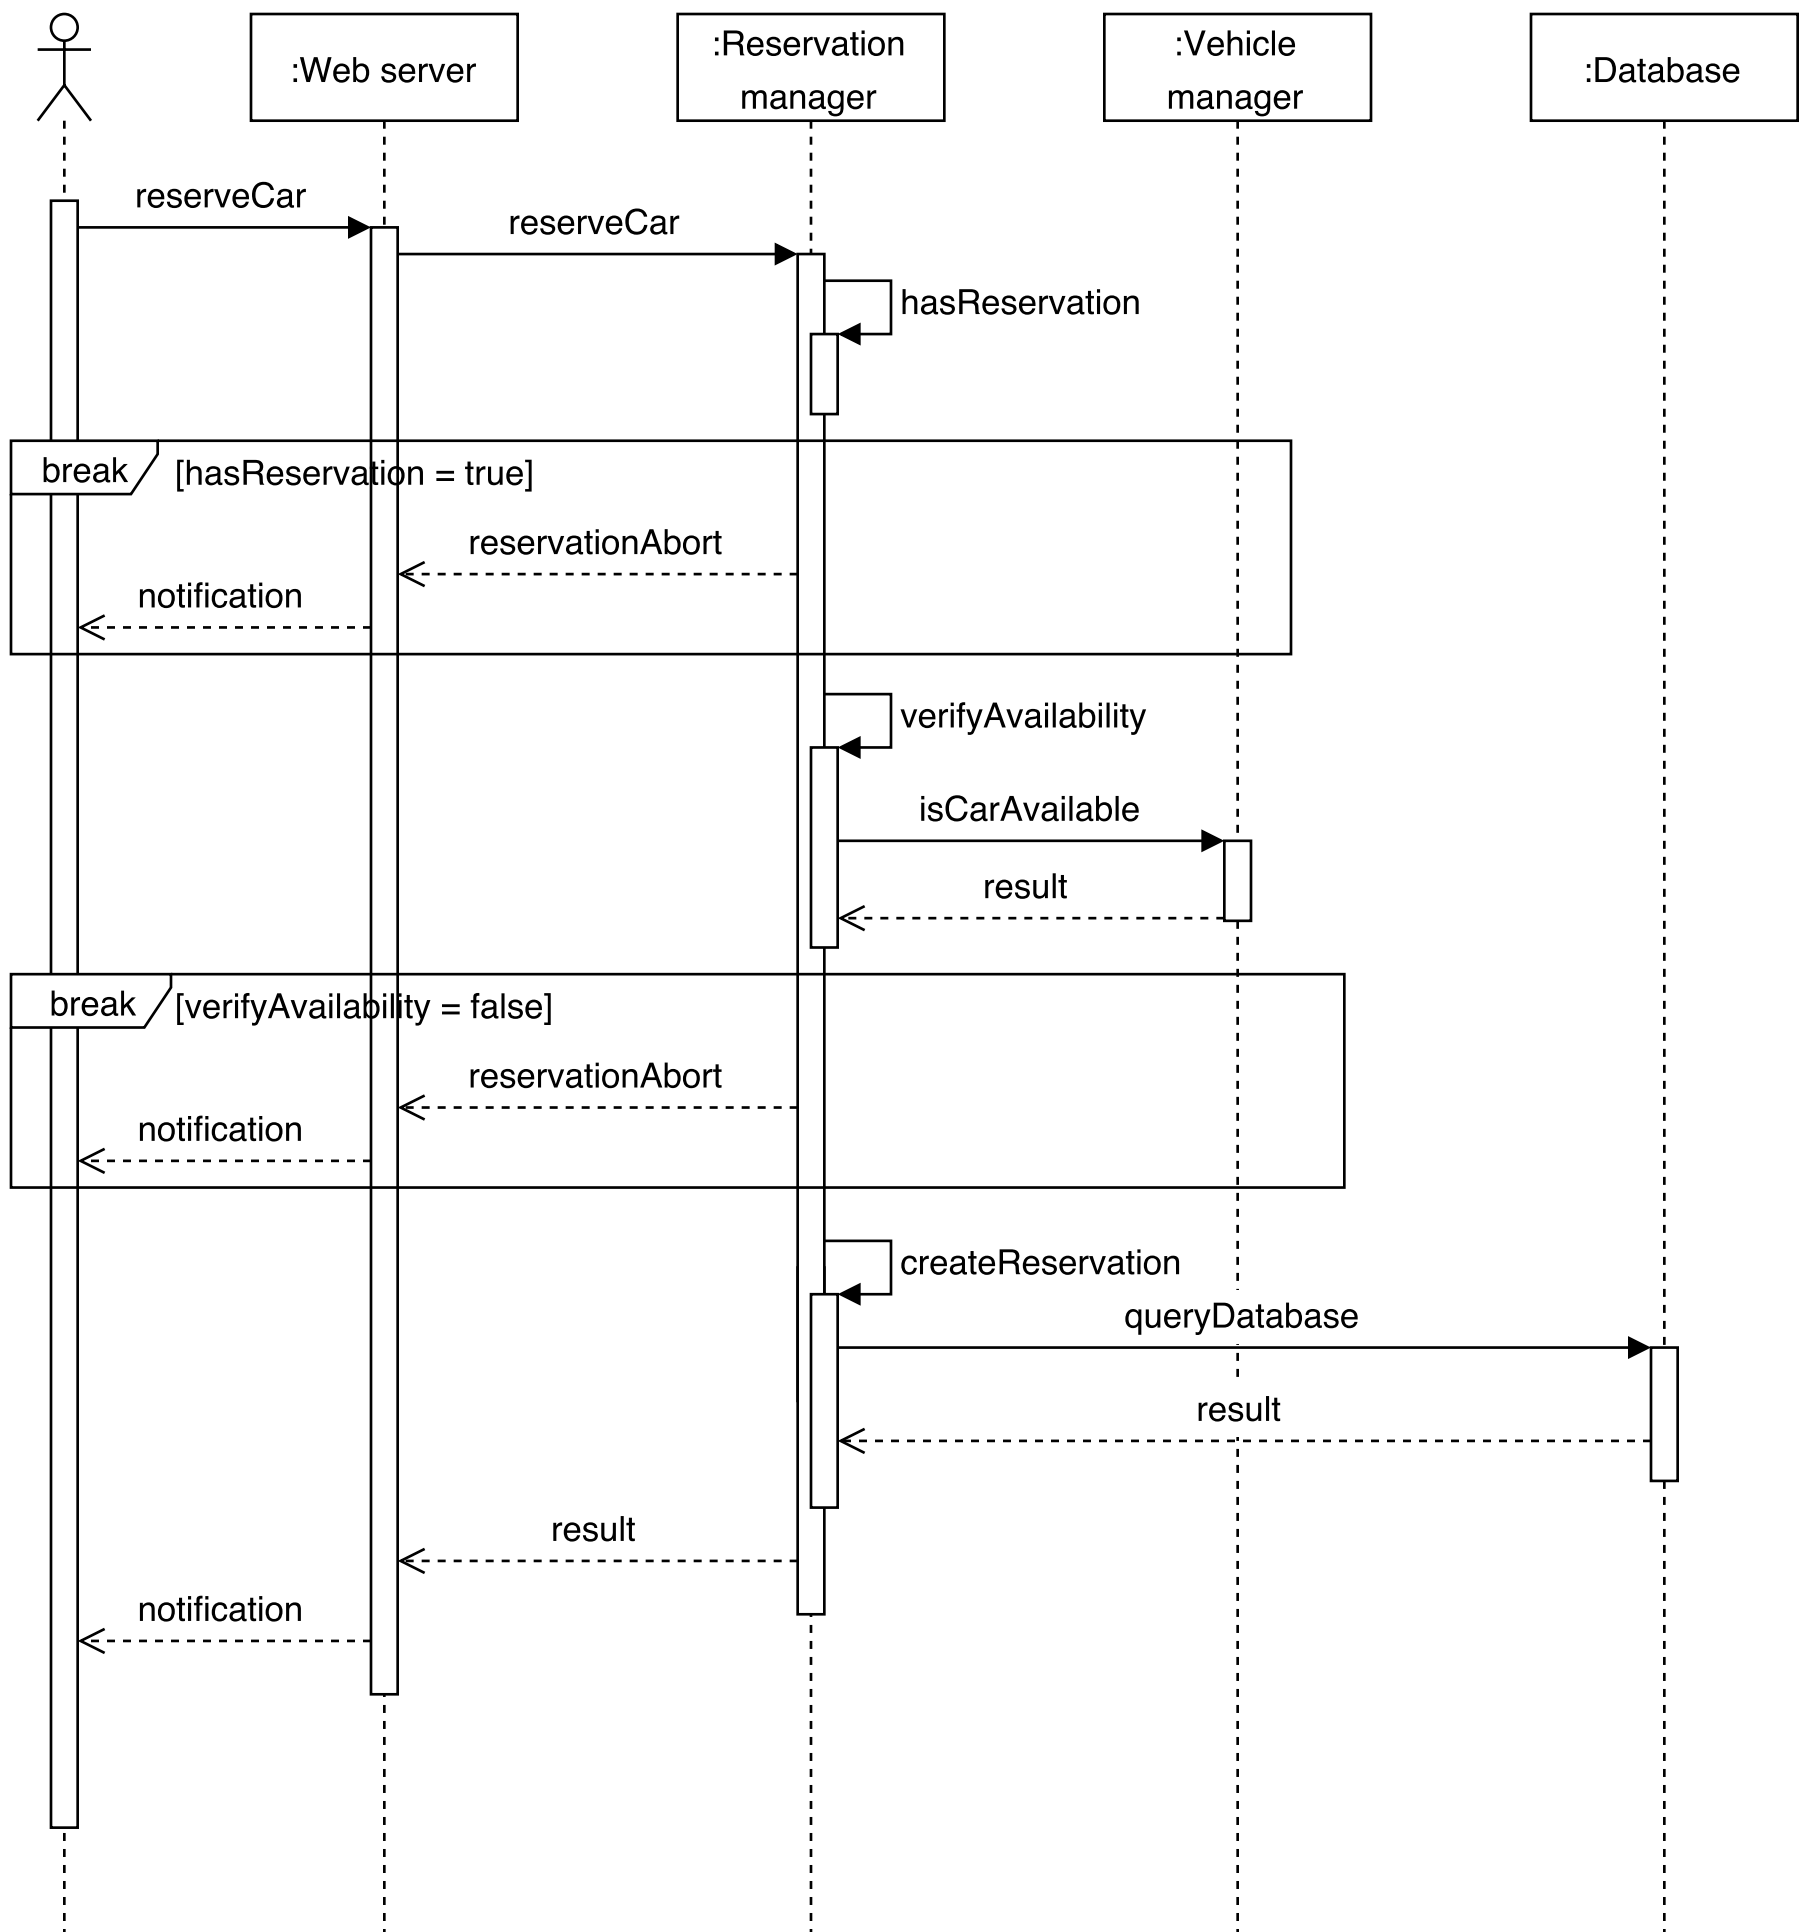 :Web server
:Reservation
manager
:Vehicle
manager
:Database
reserveCar
reserveCar
hasReservation
break [hasReservation = true]
reservationAbort
notification
verifyAvailability
isCarAvailable
result
break [verifyAvailability = false]
reservationAbort
notification
createReservation
queryDatabase
result
result
notification